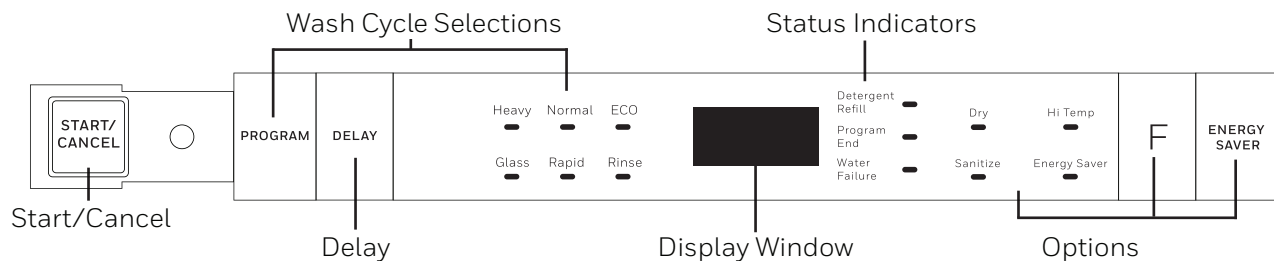 Wash Cycle Selections
Status Indicators
START/
CANCEL
PROGRAM
DELAY
Heavy Normal ECO
Glass Rapid Rinse
Detergent
Refill
Program
End
Water
Failure
Dry
Hi Temp
Sanitize
Energy Saver
F
ENERGY
SAVER
Start/Cancel
Delay
Display Window
Options